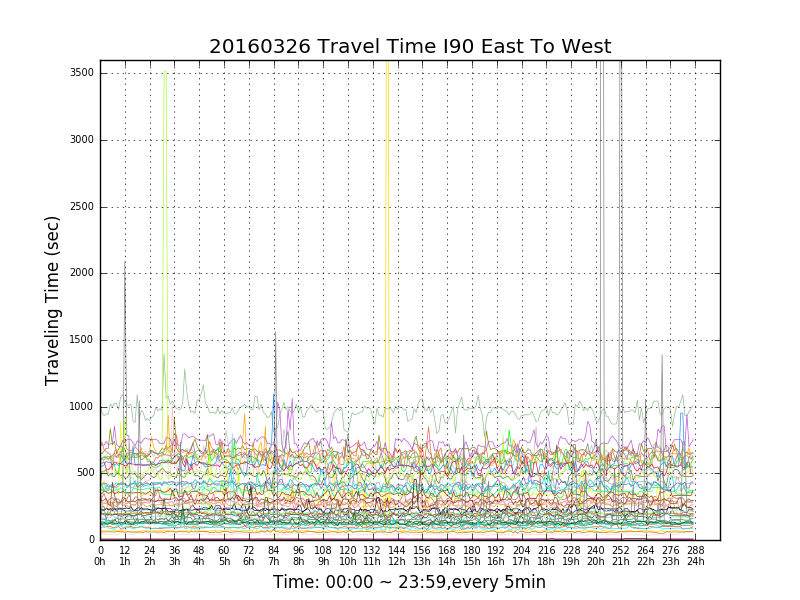 20160326 Travel Time I90 East To West
Traveling Time (sec)
3500
3000
2500
2000
1500
1000
500
0
0 12 24 36 48 60 72 84 96 108 120 132 144 156 168 180 192 204 216 228 240 252 264 276 288
0h 1h 2h 3h 4h 5h 6h 7h 8h 9h 10h 11h 12h 13h 14h 15h 16h 17h 18h 19h 20h 21h 22h 23h 24h
Time: 00:00 ~ 23:59,every 5min